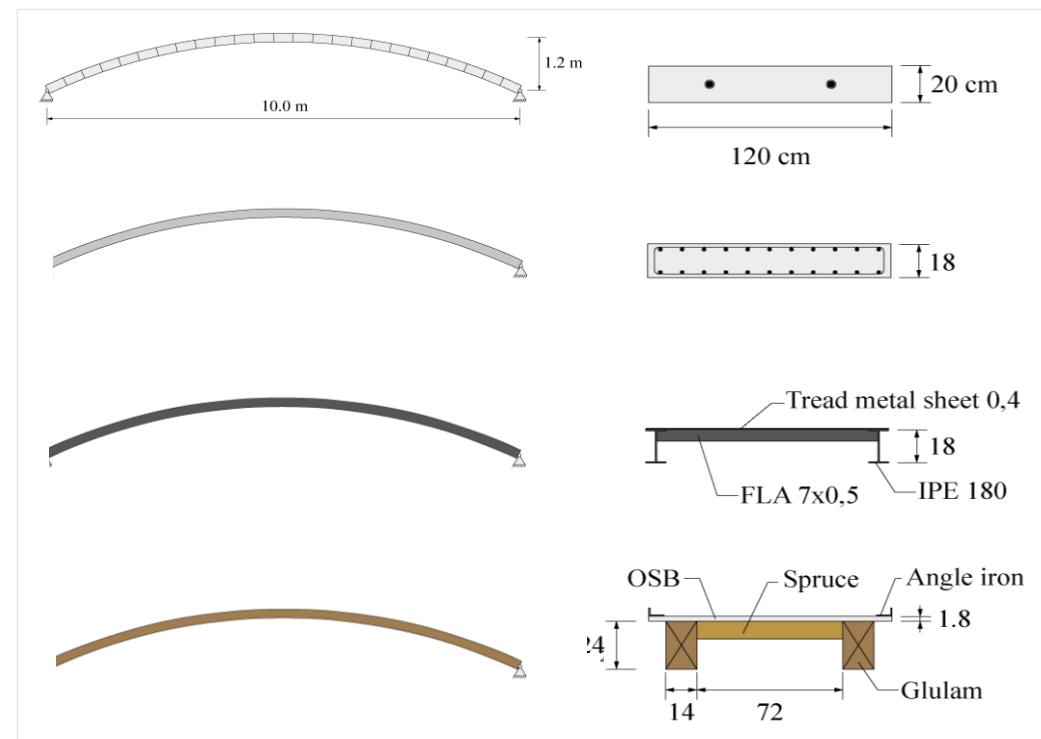 1.2 m
10.0 m
20 cm
120 cm
18
Tread metal sheet 0,4
18
FLA 7x0,5
IPE 180
OSB
Spruce
Angle iron
1.8
24
Glulam
14
72